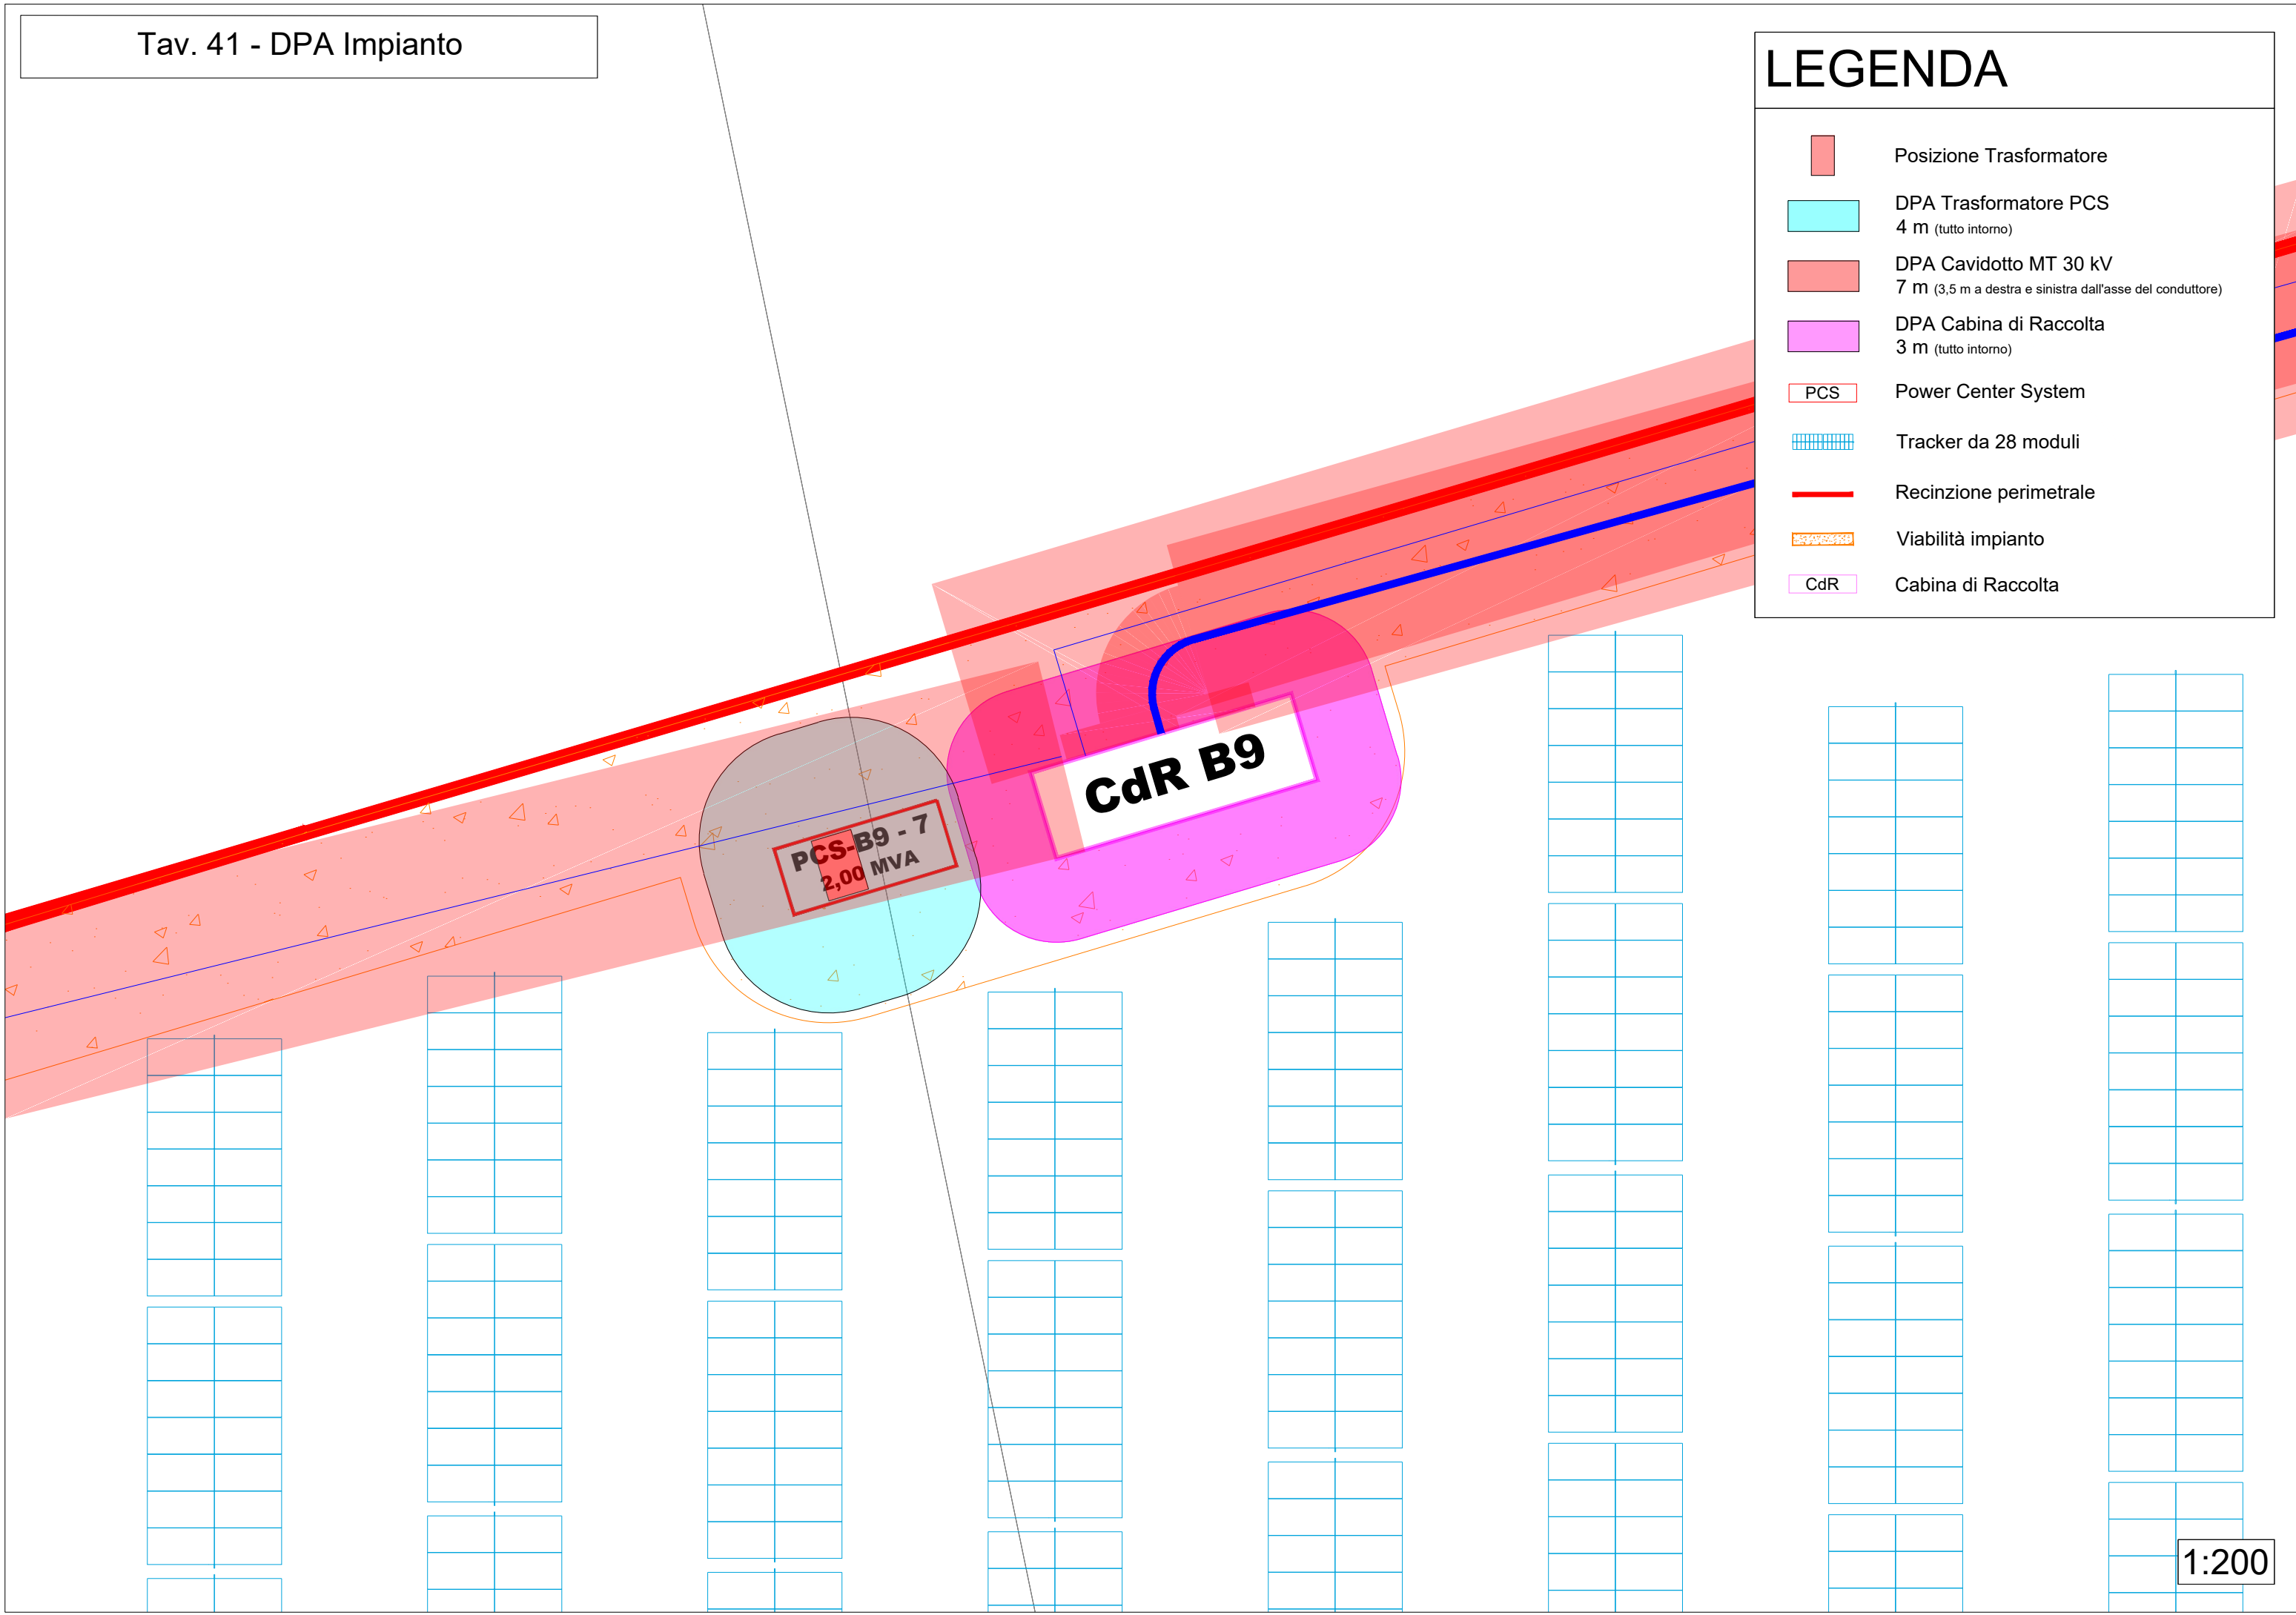 Tav. 41 - DPA Impianto
LEGENDA
Posizione Trasformatore
DPA Trasformatore PCS
4 m (tutto intorno)
DPA Cavidotto MT 30 kV
7 m (3,5 m a destra e sinistra dall'asse del conduttore)
DPA Cabina di Raccolta
3 m (tutto intorno)
PCS Power Center System
Tracker da 28 moduli
Recinzione perimetrale
Viabilità impianto
CdR Cabina di Raccolta
CdR B9
PCS-B9 - 7
2,00 MVA
1:200